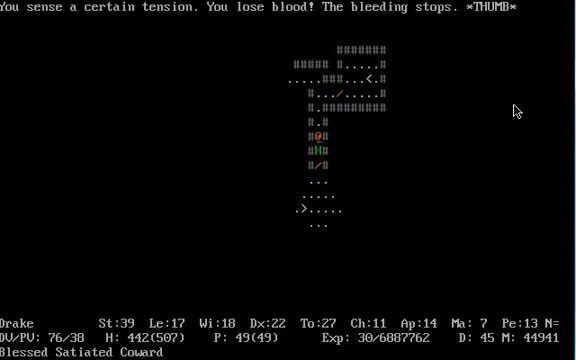 You sense a certain tension. You lose blood! The bleeding stops. *THUMB*
#######
##### #.....#
.....###...<.#
#.../.....#
#.#########
#.#
#@#
#H#
#/#
...
.....
.>.....
...
Drake St:39 Le:17 Wi:18 Dx:22 To:27 Ch:11 Ap:14 Ma: 7 Pe:13 N=
DV/PV: 76/38 H: 442(507) P: 49(49) Exp: 30/6887762 D: 45 M: 44941
Blessed Satiated Coward